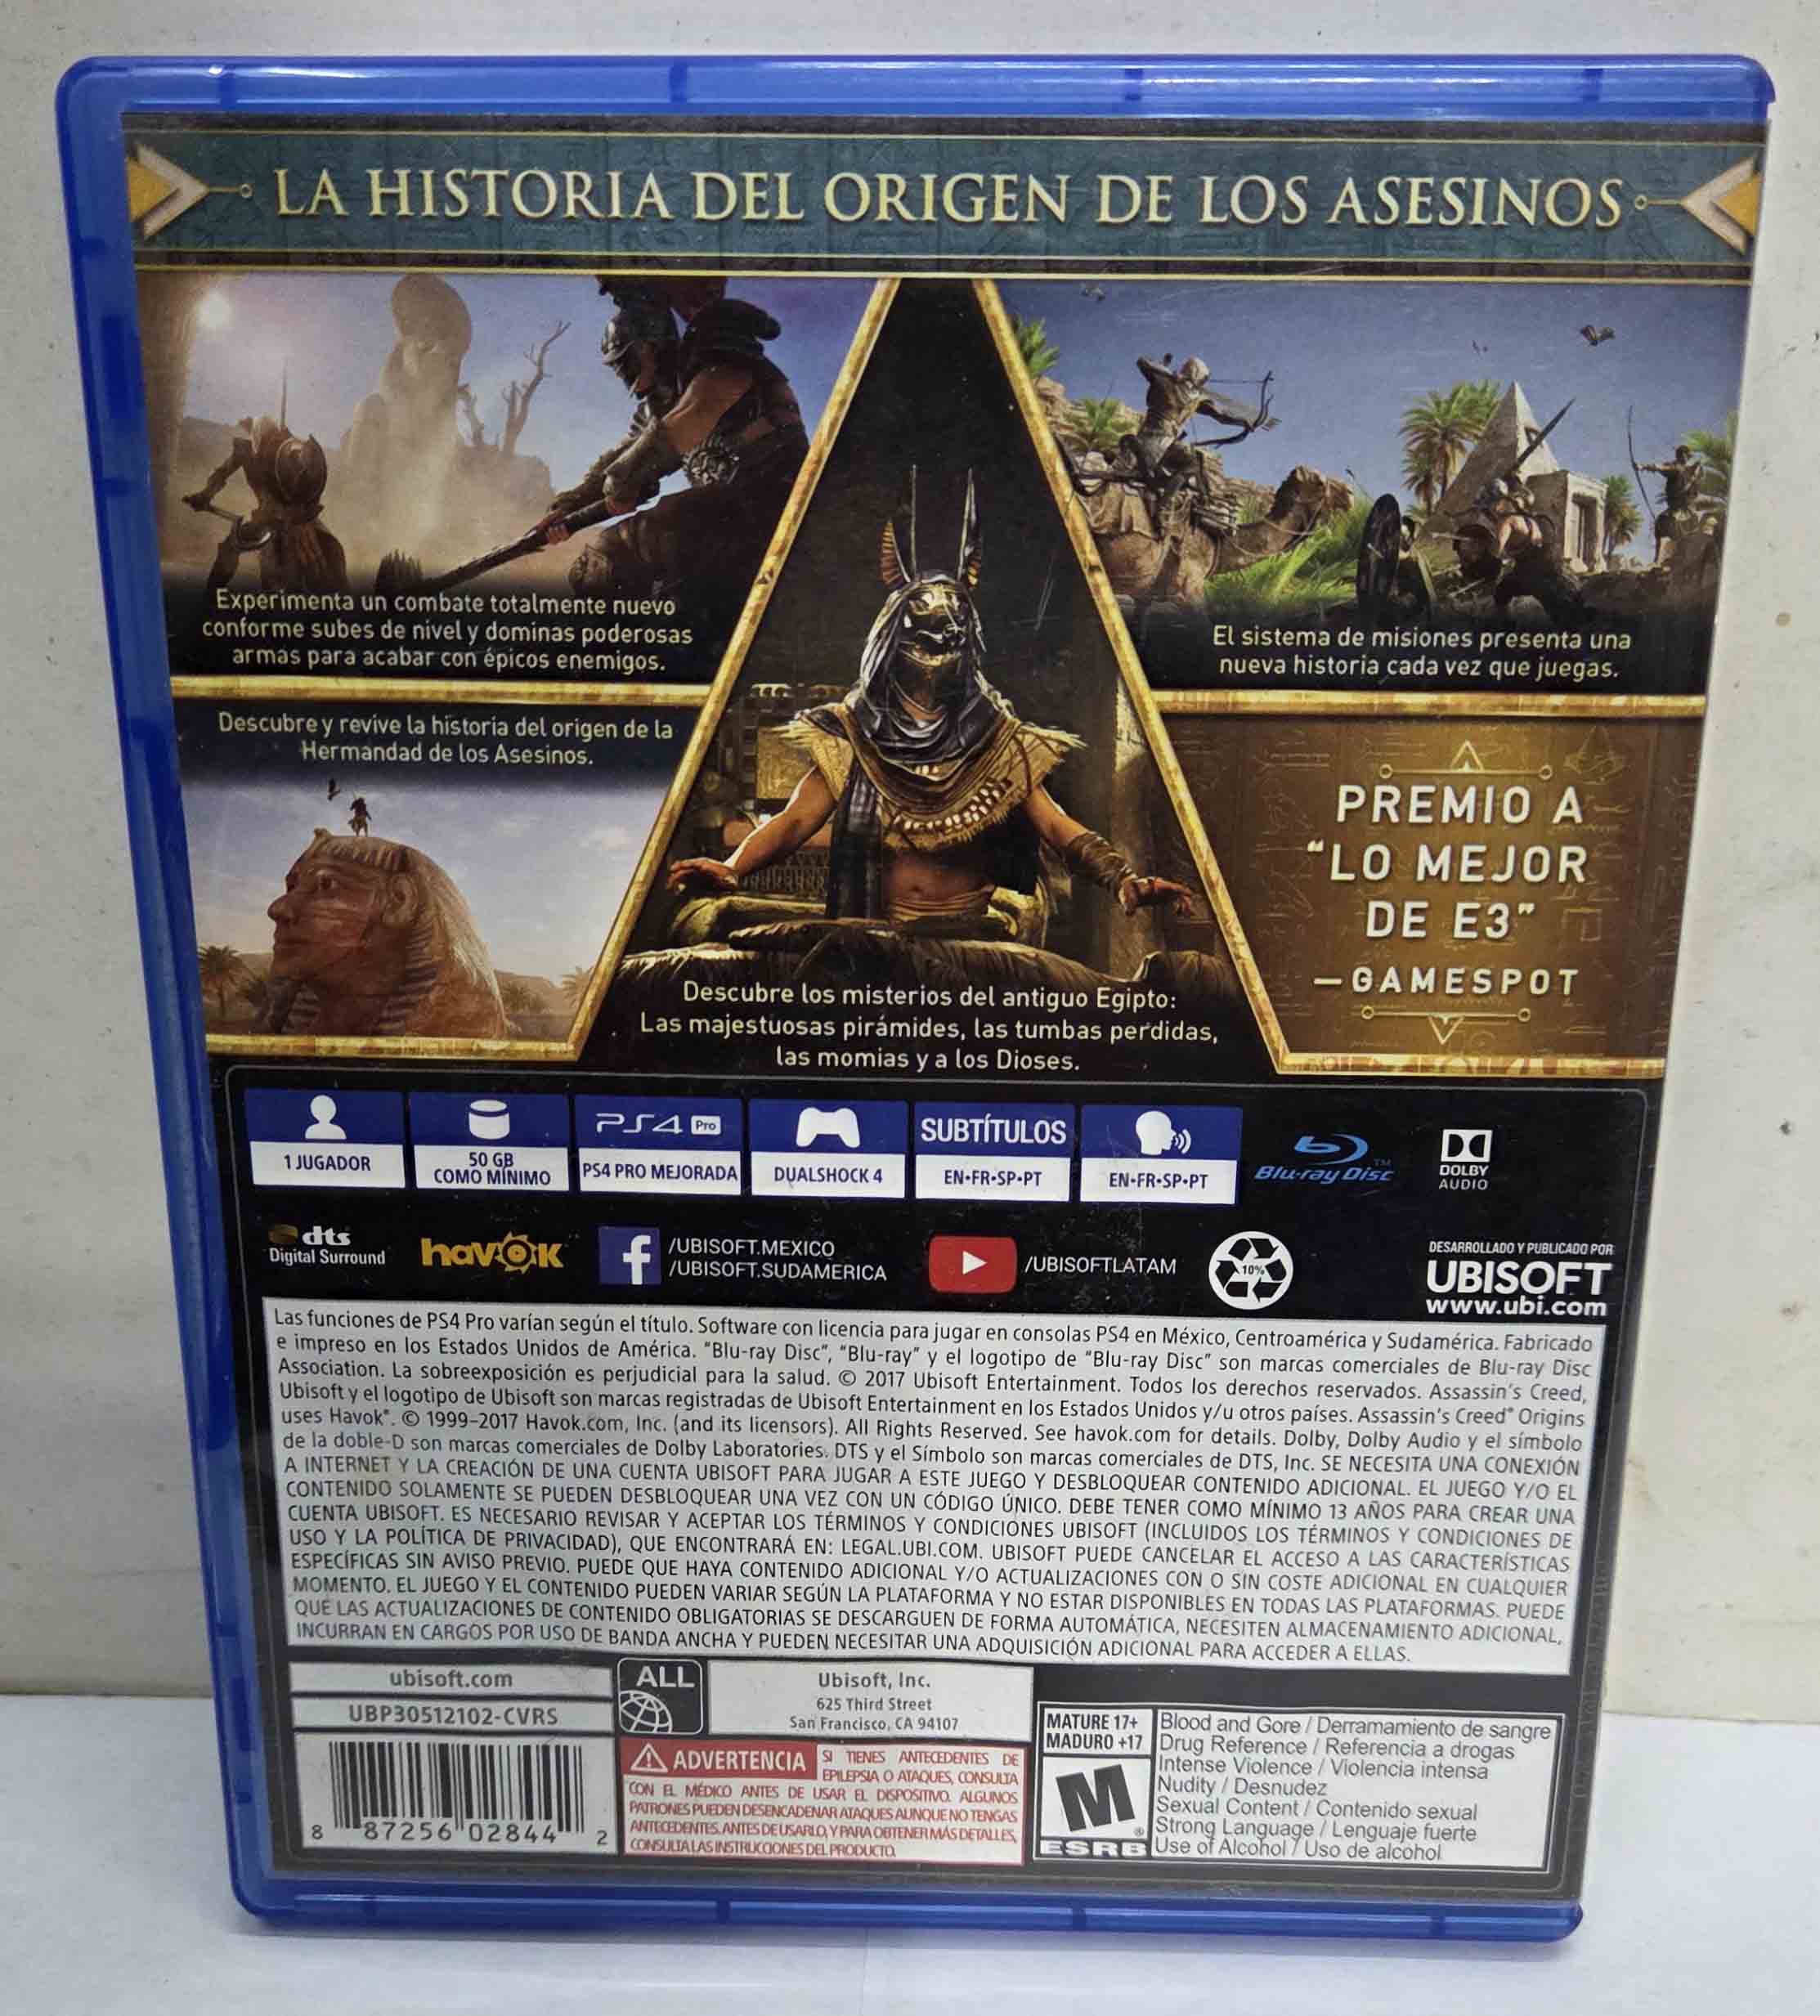 LA HISTORIA DEL ORIGEN DE LOS ASESINOS
Experimenta un combate totalmente nuevo
conforme subes de nivel y dominas poderosas
armas para acabar con épicos enemigos.
El sistema de misiones presenta una
nueva historia cada vez que juegas.
Descubre y revive la historia del origen de la
Hermandad de los Asesinos.
PREMIO A
“LO MEJOR
DE E3”
—GAMESPOT
Descubre los misterios del antiguo Egipto:
Las majestuosas pirámides, las tumbas perdidas,
las momias y a los Dioses.
1 JUGADOR
50 GB
COMO MÍNIMO
PS4 Pro
PS4 PRO MEJORADA
DUALSHOCK 4
SUBTÍTULOS
EN•FR•SP•PT
EN•FR•SP•PT
Blu-ray Disc™
DOLBY
AUDIO
dts
Digital Surround
havok
f
/UBISOFT.MEXICO
/UBISOFT.SUDAMERICA
/UBISOFTLATAM
10%
DESARROLLADO Y PUBLICADO POR
UBISOFT
www.ubi.com
Las funciones de PS4 Pro varían según el título. Software con licencia para jugar en consolas PS4 en México, Centroamérica y Sudamérica. Fabricado
e impreso en los Estados Unidos de América. “Blu-ray Disc”, “Blu-ray” y el logotipo de “Blu-ray Disc” son marcas comerciales de Blu-ray Disc
Association. La sobreexposición es perjudicial para la salud. © 2017 Ubisoft Entertainment. Todos los derechos reservados. Assassin’s Creed,
Ubisoft y el logotipo de Ubisoft son marcas registradas de Ubisoft Entertainment en los Estados Unidos y/u otros países. Assassin’s Creed® Origins
uses Havok®. © 1999–2017 Havok.com, Inc. (and its licensors). All Rights Reserved. See havok.com for details. Dolby, Dolby Audio y el símbolo
de la doble-D son marcas comerciales de Dolby Laboratories. DTS y el Símbolo son marcas comerciales de DTS, Inc. SE NECESITA UNA CONEXIÓN
A INTERNET Y LA CREACIÓN DE UNA CUENTA UBISOFT PARA JUGAR A ESTE JUEGO Y DESBLOQUEAR CONTENIDO ADICIONAL. EL JUEGO Y/O EL
CONTENIDO SOLAMENTE SE PUEDEN DESBLOQUEAR UNA VEZ CON UN CÓDIGO ÚNICO. DEBE TENER COMO MÍNIMO 13 AÑOS PARA CREAR UNA
CUENTA UBISOFT. ES NECESARIO REVISAR Y ACEPTAR LOS TÉRMINOS Y CONDICIONES UBISOFT (INCLUIDOS LOS TÉRMINOS Y CONDICIONES DE
USO Y LA POLÍTICA DE PRIVACIDAD), QUE ENCONTRARÁ EN: LEGAL.UBI.COM. UBISOFT PUEDE CANCELAR EL ACCESO A LAS CARACTERÍSTICAS
ESPECÍFICAS SIN AVISO PREVIO. PUEDE QUE HAYA CONTENIDO ADICIONAL Y/O ACTUALIZACIONES CON O SIN COSTE ADICIONAL EN CUALQUIER
MOMENTO. EL JUEGO Y EL CONTENIDO PUEDEN VARIAR SEGÚN LA PLATAFORMA Y NO ESTAR DISPONIBLES EN TODAS LAS PLATAFORMAS. PUEDE
QUE LAS ACTUALIZACIONES DE CONTENIDO OBLIGATORIAS SE DESCARGUEN DE FORMA AUTOMÁTICA, NECESITEN ALMACENAMIENTO ADICIONAL,
INCURRAN EN CARGOS POR USO DE BANDA ANCHA Y PUEDEN NECESITAR UNA ADQUISICIÓN ADICIONAL PARA ACCEDER A ELLAS.
ubisoft.com
UBP30512102-CVRS
8 87256 02844 2
ALL
Ubisoft, Inc.
625 Third Street
San Francisco, CA 94107
ADVERTENCIA SI TIENES ANTECEDENTES DE
EPILEPSIA O ATAQUES, CONSULTA
CON EL MÉDICO ANTES DE USAR EL DISPOSITIVO. ALGUNOS
PATRONES PUEDEN DESENCADENAR ATAQUES AUNQUE NO TENGAS
ANTECEDENTES. ANTES DE USARLO, Y PARA OBTENER MÁS DETALLES,
CONSULTA LAS INSTRUCCIONES DEL PRODUCTO.
MATURE 17+
MADURO +17
M
®
ESRB
Blood and Gore / Derramamiento de sangre
Drug Reference / Referencia a drogas
Intense Violence / Violencia intensa
Nudity / Desnudez
Sexual Content / Contenido sexual
Strong Language / Lenguaje fuerte
Use of Alcohol / Uso de alcohol